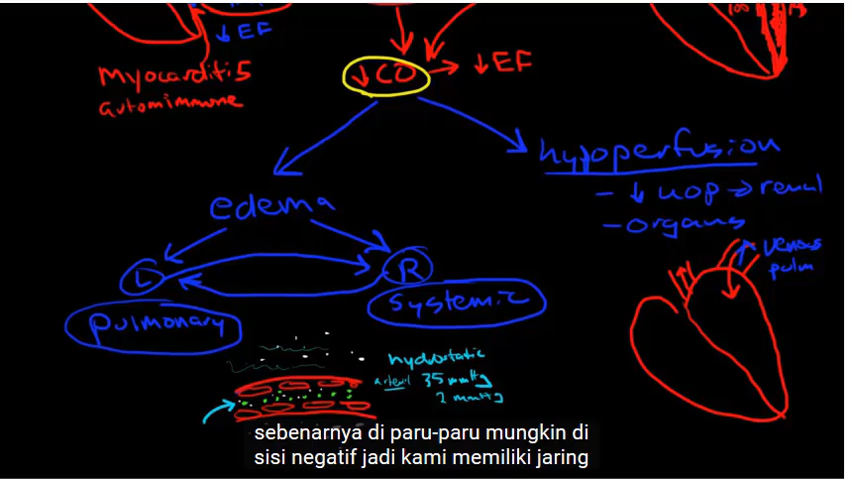 ↓ EF
Myocarditis
autoimmune
↓ CO → ↓ EF
hypoperfusion
- ↓ UOP → renal
- organs
edema
L
R
pulmonary
systemic
venous
pulm
hydrostatic
arterial 35 mmHg
2 mmHg
sebenarnya di paru-paru mungkin di
sisi negatif jadi kami memiliki jaring